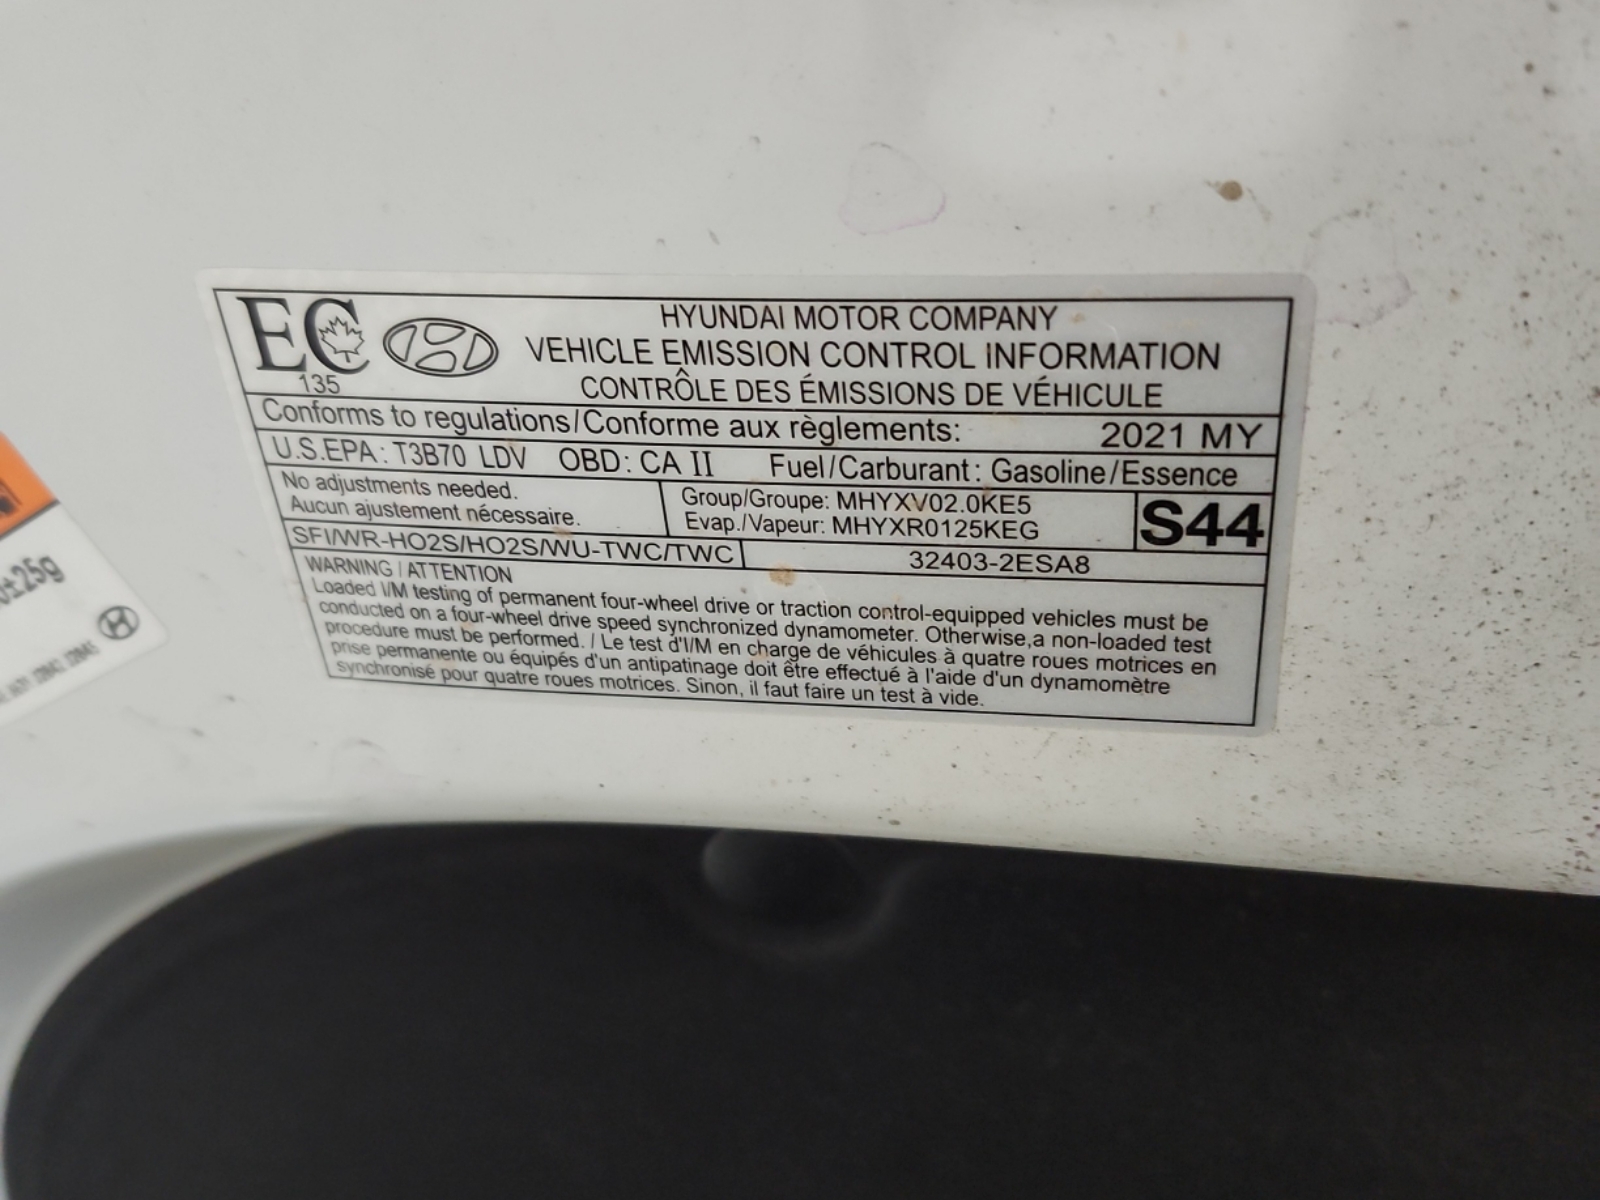 EC
135
HYUNDAI MOTOR COMPANY
VEHICLE EMISSION CONTROL INFORMATION
CONTRÔLE DES ÉMISSIONS DE VÉHICULE
Conforms to regulations/Conforme aux règlements: 2021 MY
U.S.EPA: T3B70 LDV OBD: CA II Fuel/Carburant: Gasoline/Essence
No adjustments needed.
Aucun ajustement nécessaire.
Group/Groupe: MHYXV02.0KE5
Evap./Vapeur: MHYXR0125KEG
S44
SFI/WR-HO2S/HO2S/WU-TWC/TWC
32403-2ESA8
WARNING / ATTENTION
Loaded I/M testing of permanent four-wheel drive or traction control-equipped vehicles must be
conducted on a four-wheel drive speed synchronized dynamometer. Otherwise,a non-loaded test
procedure must be performed. / Le test d'I/M en charge de véhicules à quatre roues motrices en
prise permanente ou équipés d'un antipatinage doit être effectué à l'aide d'un dynamomètre
synchronisé pour quatre roues motrices. Sinon, il faut faire un test à vide.
±25g